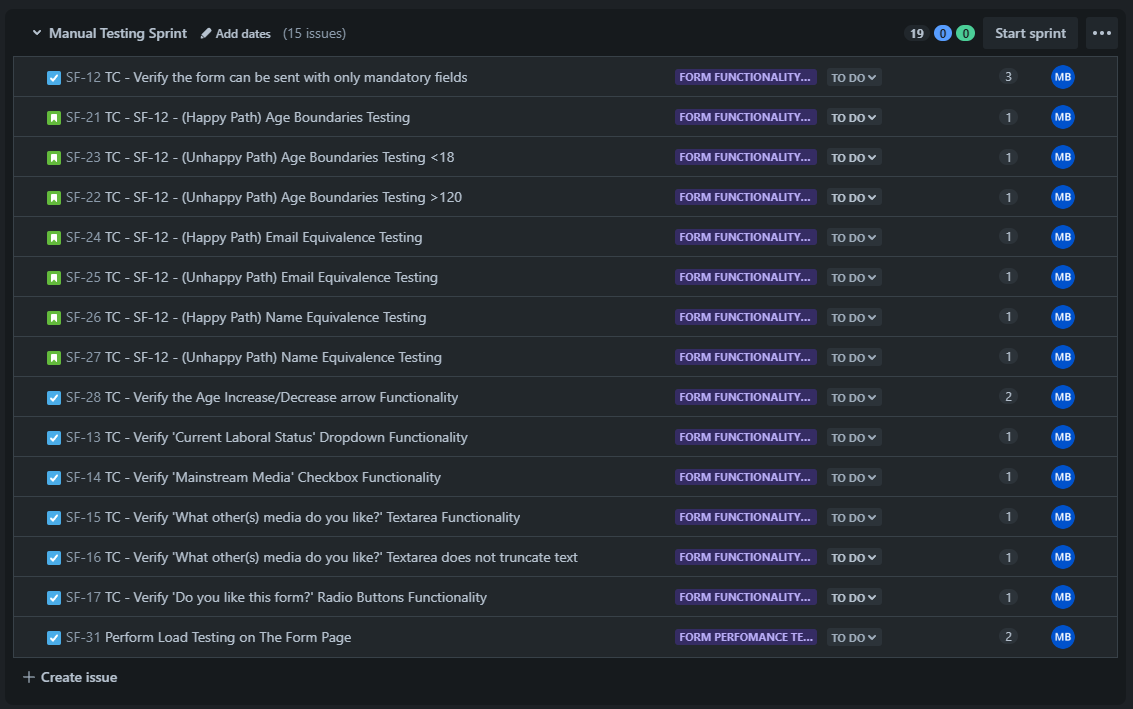 Manual Testing Sprint Add dates (15 issues) 19 0 0 Start sprint
SF-12 TC - Verify the form can be sent with only mandatory fields FORM FUNCTIONALITY... TO DO 3 MB
SF-21 TC - SF-12 - (Happy Path) Age Boundaries Testing FORM FUNCTIONALITY... TO DO 1 MB
SF-23 TC - SF-12 - (Unhappy Path) Age Boundaries Testing <18 FORM FUNCTIONALITY... TO DO 1 MB
SF-22 TC - SF-12 - (Unhappy Path) Age Boundaries Testing >120 FORM FUNCTIONALITY... TO DO 1 MB
SF-24 TC - SF-12 - (Happy Path) Email Equivalence Testing FORM FUNCTIONALITY... TO DO 1 MB
SF-25 TC - SF-12 - (Unhappy Path) Email Equivalence Testing FORM FUNCTIONALITY... TO DO 1 MB
SF-26 TC - SF-12 - (Happy Path) Name Equivalence Testing FORM FUNCTIONALITY... TO DO 1 MB
SF-27 TC - SF-12 - (Unhappy Path) Name Equivalence Testing FORM FUNCTIONALITY... TO DO 1 MB
SF-28 TC - Verify the Age Increase/Decrease arrow Functionality FORM FUNCTIONALITY... TO DO 2 MB
SF-13 TC - Verify 'Current Laboral Status' Dropdown Functionality FORM FUNCTIONALITY... TO DO 1 MB
SF-14 TC - Verify 'Mainstream Media' Checkbox Functionality FORM FUNCTIONALITY... TO DO 1 MB
SF-15 TC - Verify 'What other(s) media do you like?' Textarea Functionality FORM FUNCTIONALITY... TO DO 1 MB
SF-16 TC - Verify 'What other(s) media do you like?' Textarea does not truncate text FORM FUNCTIONALITY... TO DO 1 MB
SF-17 TC - Verify 'Do you like this form?' Radio Buttons Functionality FORM FUNCTIONALITY... TO DO 1 MB
SF-31 Perform Load Testing on The Form Page FORM PERFOMANCE TE... TO DO 2 MB
Create issue